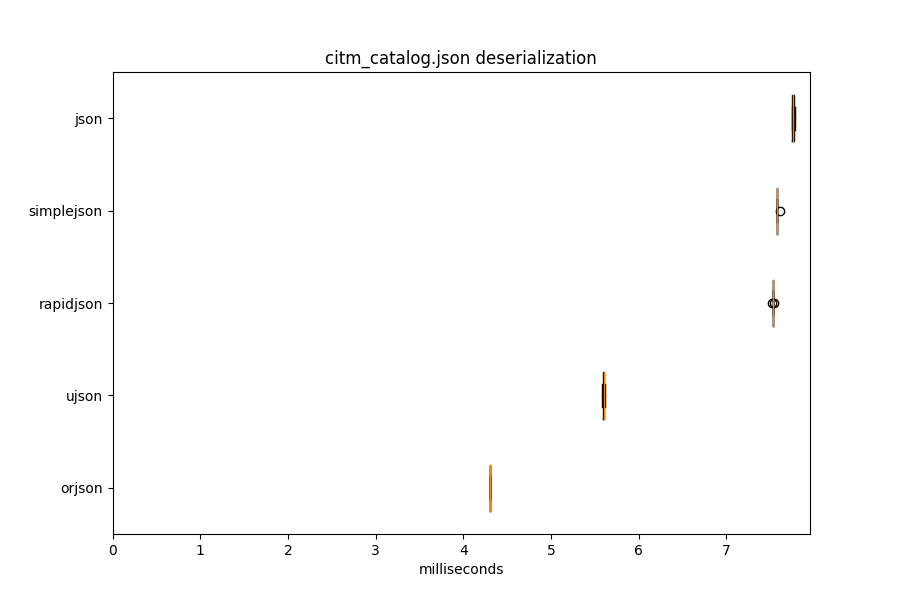 citm_catalog.json deserialization
json
simplejson
rapidjson
ujson
orjson
0 1 2 3 4 5 6 7
milliseconds